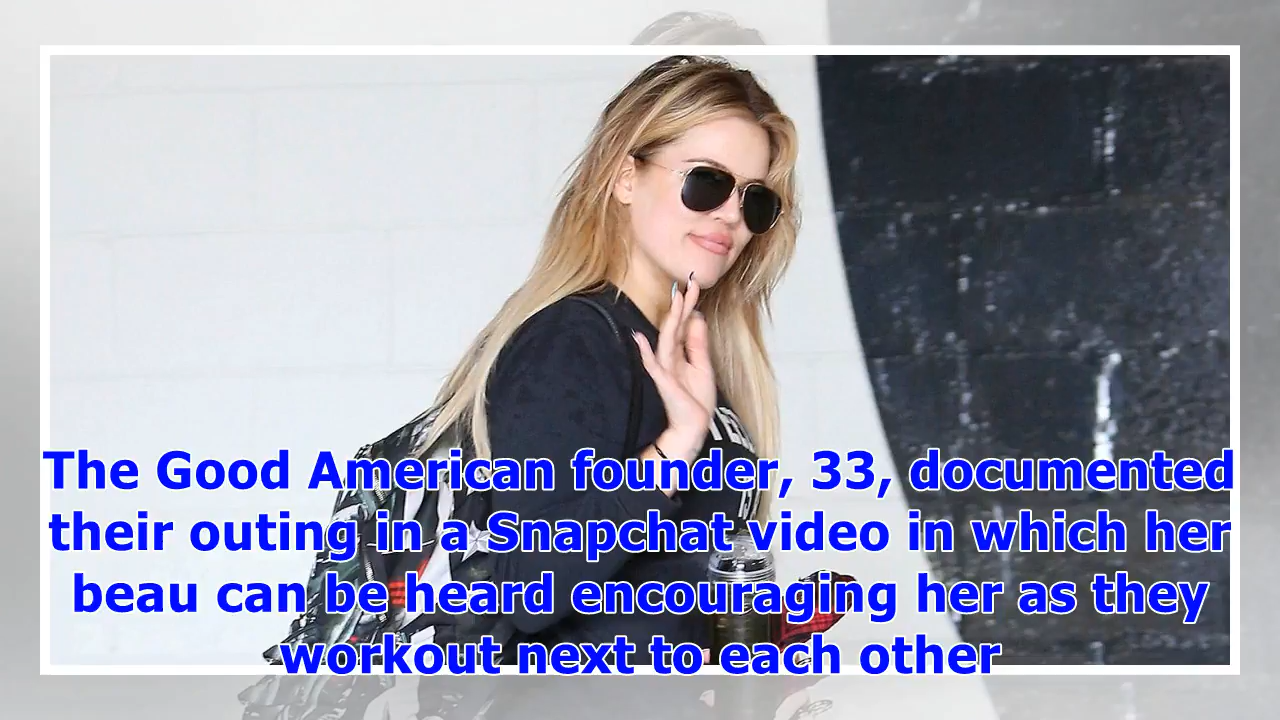 The Good American founder, 33, documented
their outing in a Snapchat video in which her
beau can be heard encouraging her as they
workout next to each other